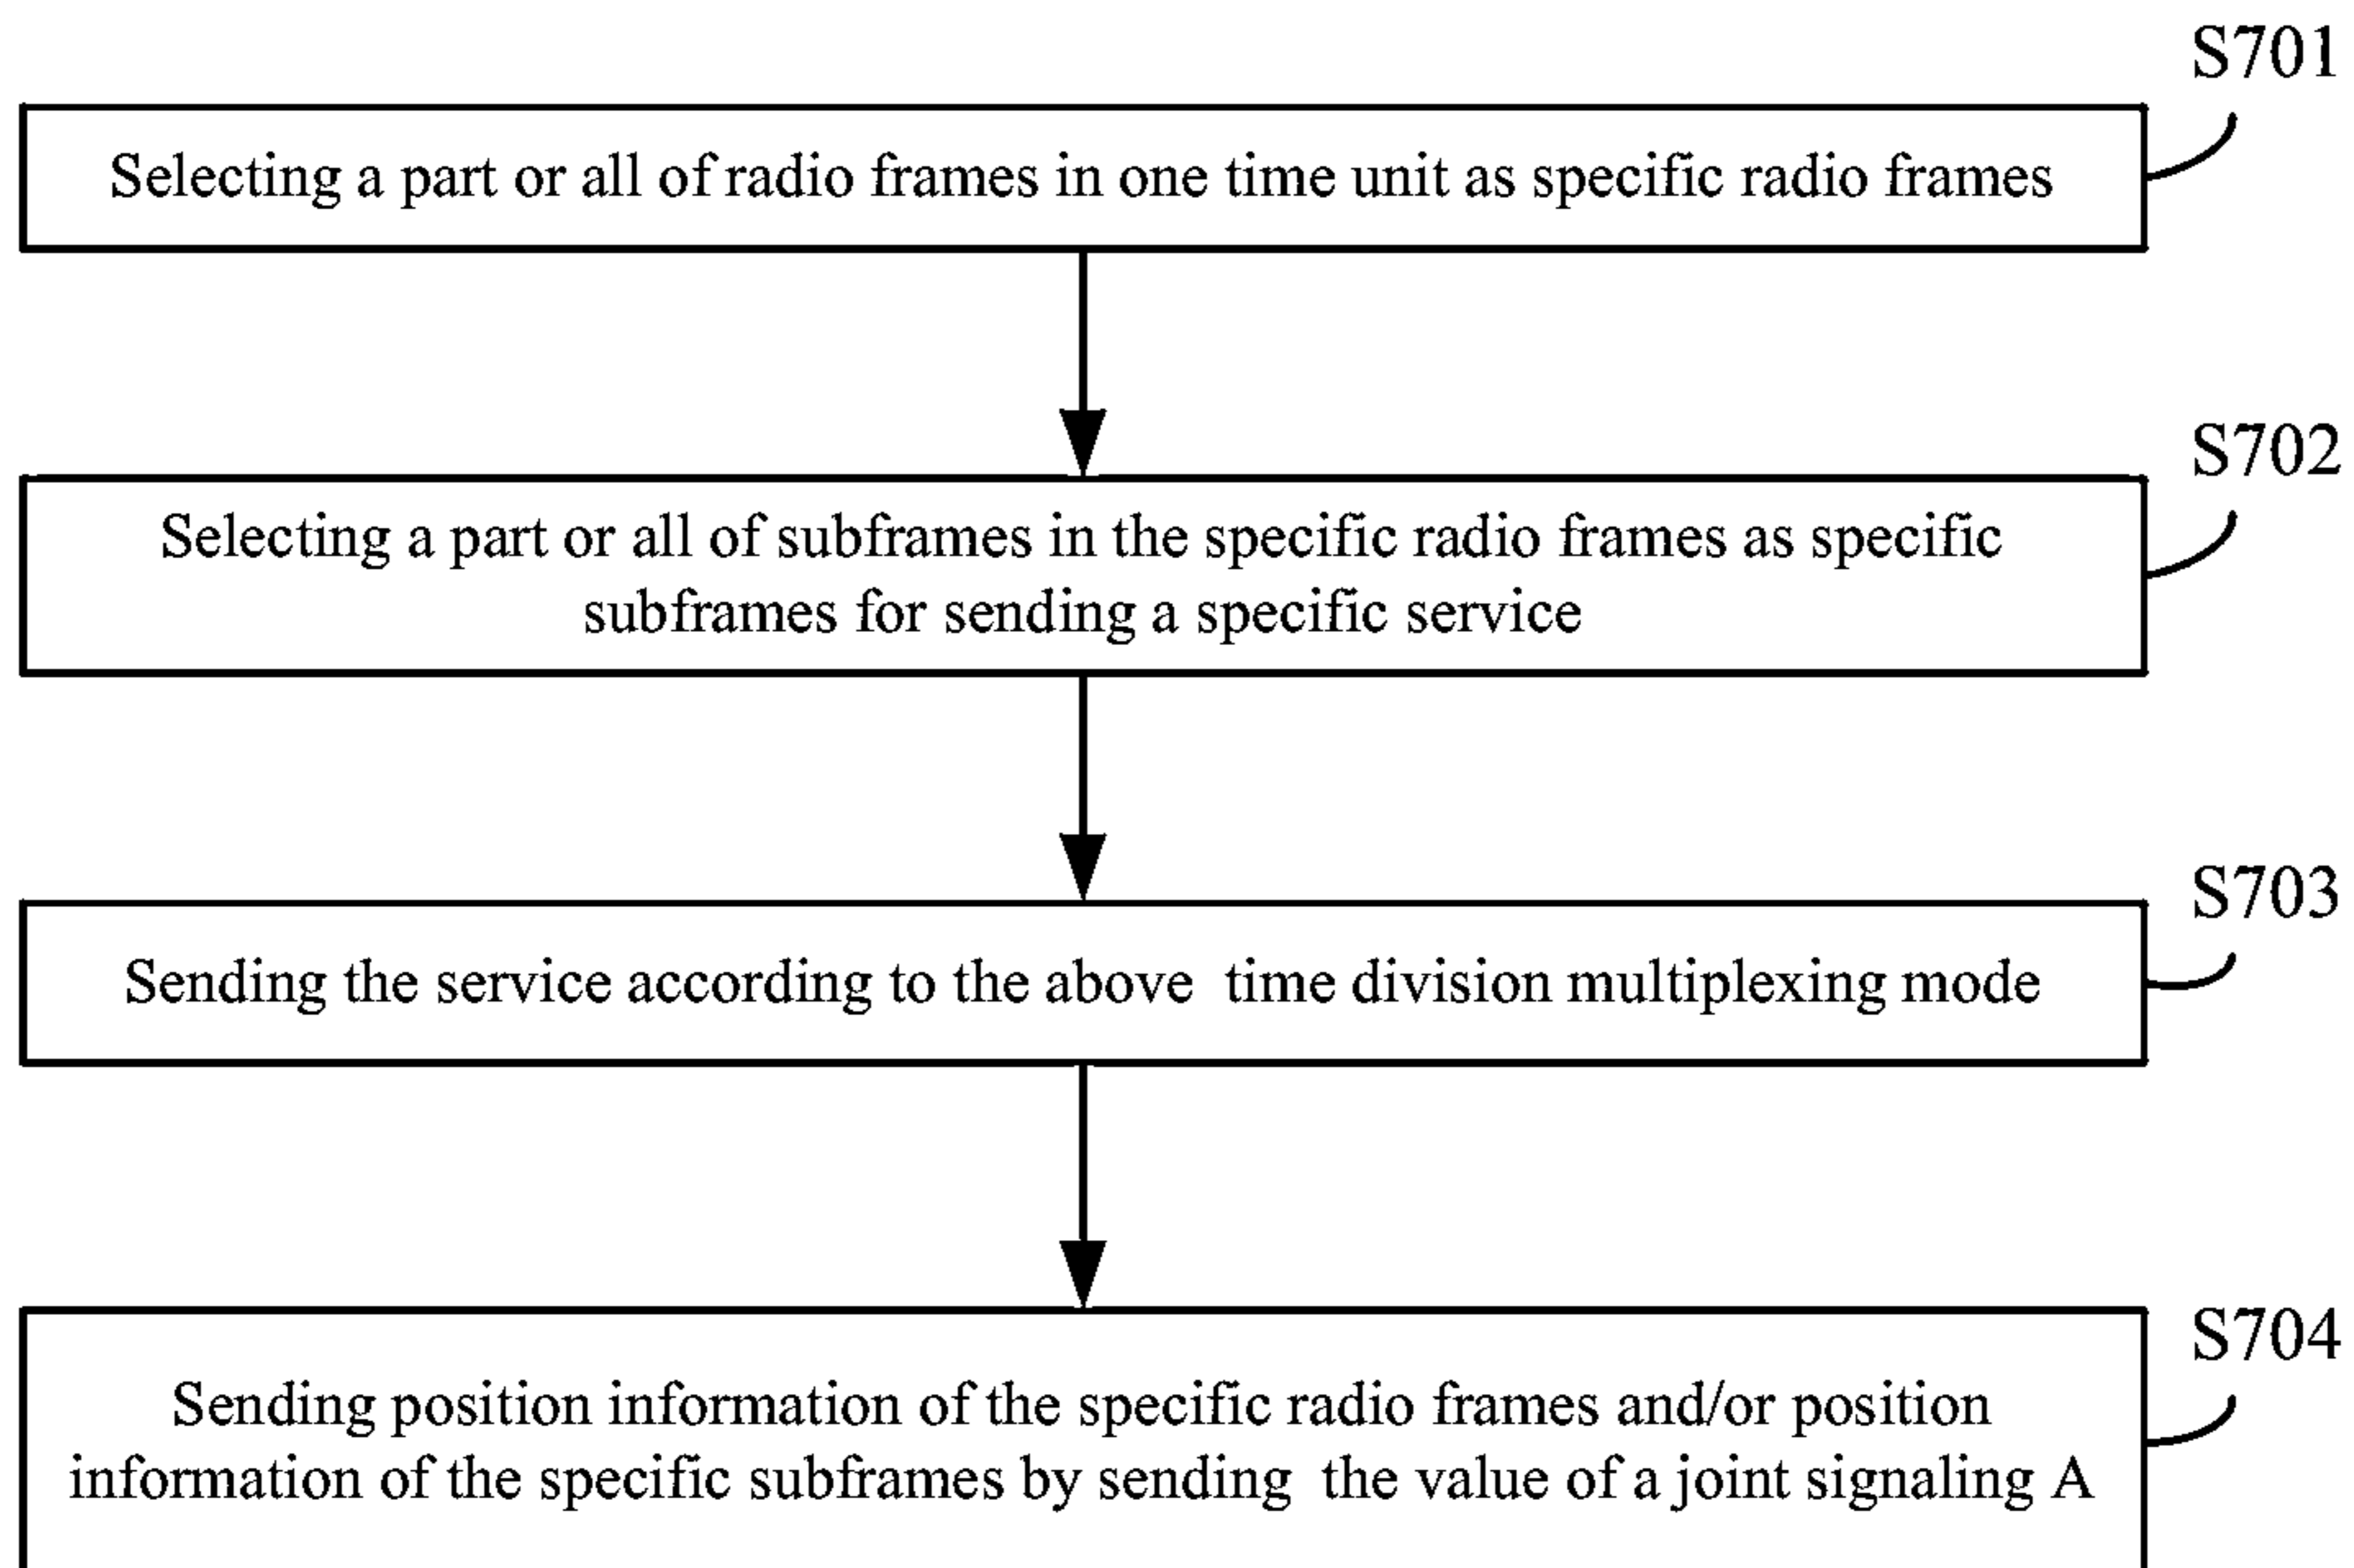 S701
Selecting a part or all of radio frames in one time unit as specific radio frames
S702
Selecting a part or all of subframes in the specific radio frames as specific
subframes for sending a specific service
S703
Sending the service according to the above time division multiplexing mode
S704
Sending position information of the specific radio frames and/or position
information of the specific subframes by sending the value of a joint signaling A